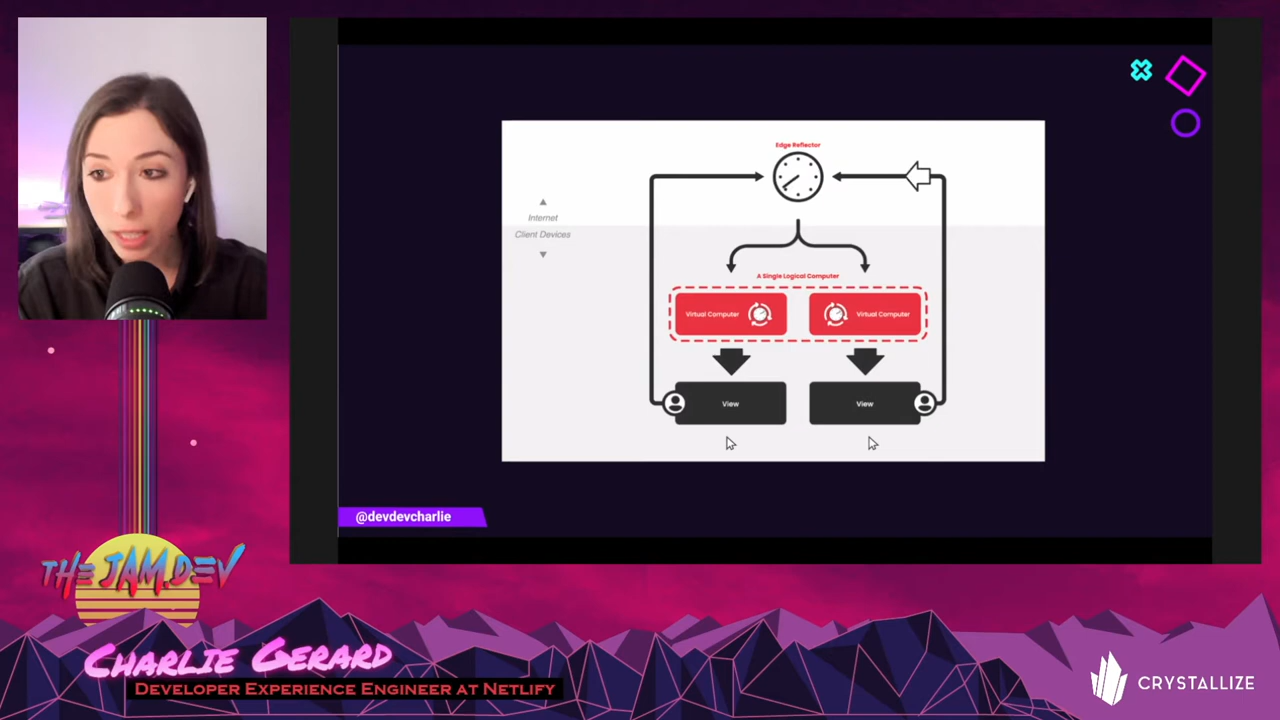 Edge Reflector
Internet
Client Devices
A Single Logical Computer
Virtual Computer
Virtual Computer
View
View
@devdevcharlie
THE JAM.DEV
CHARLIE GERARD
DEVELOPER EXPERIENCE ENGINEER AT NETLIFY
CRYSTALLIZE